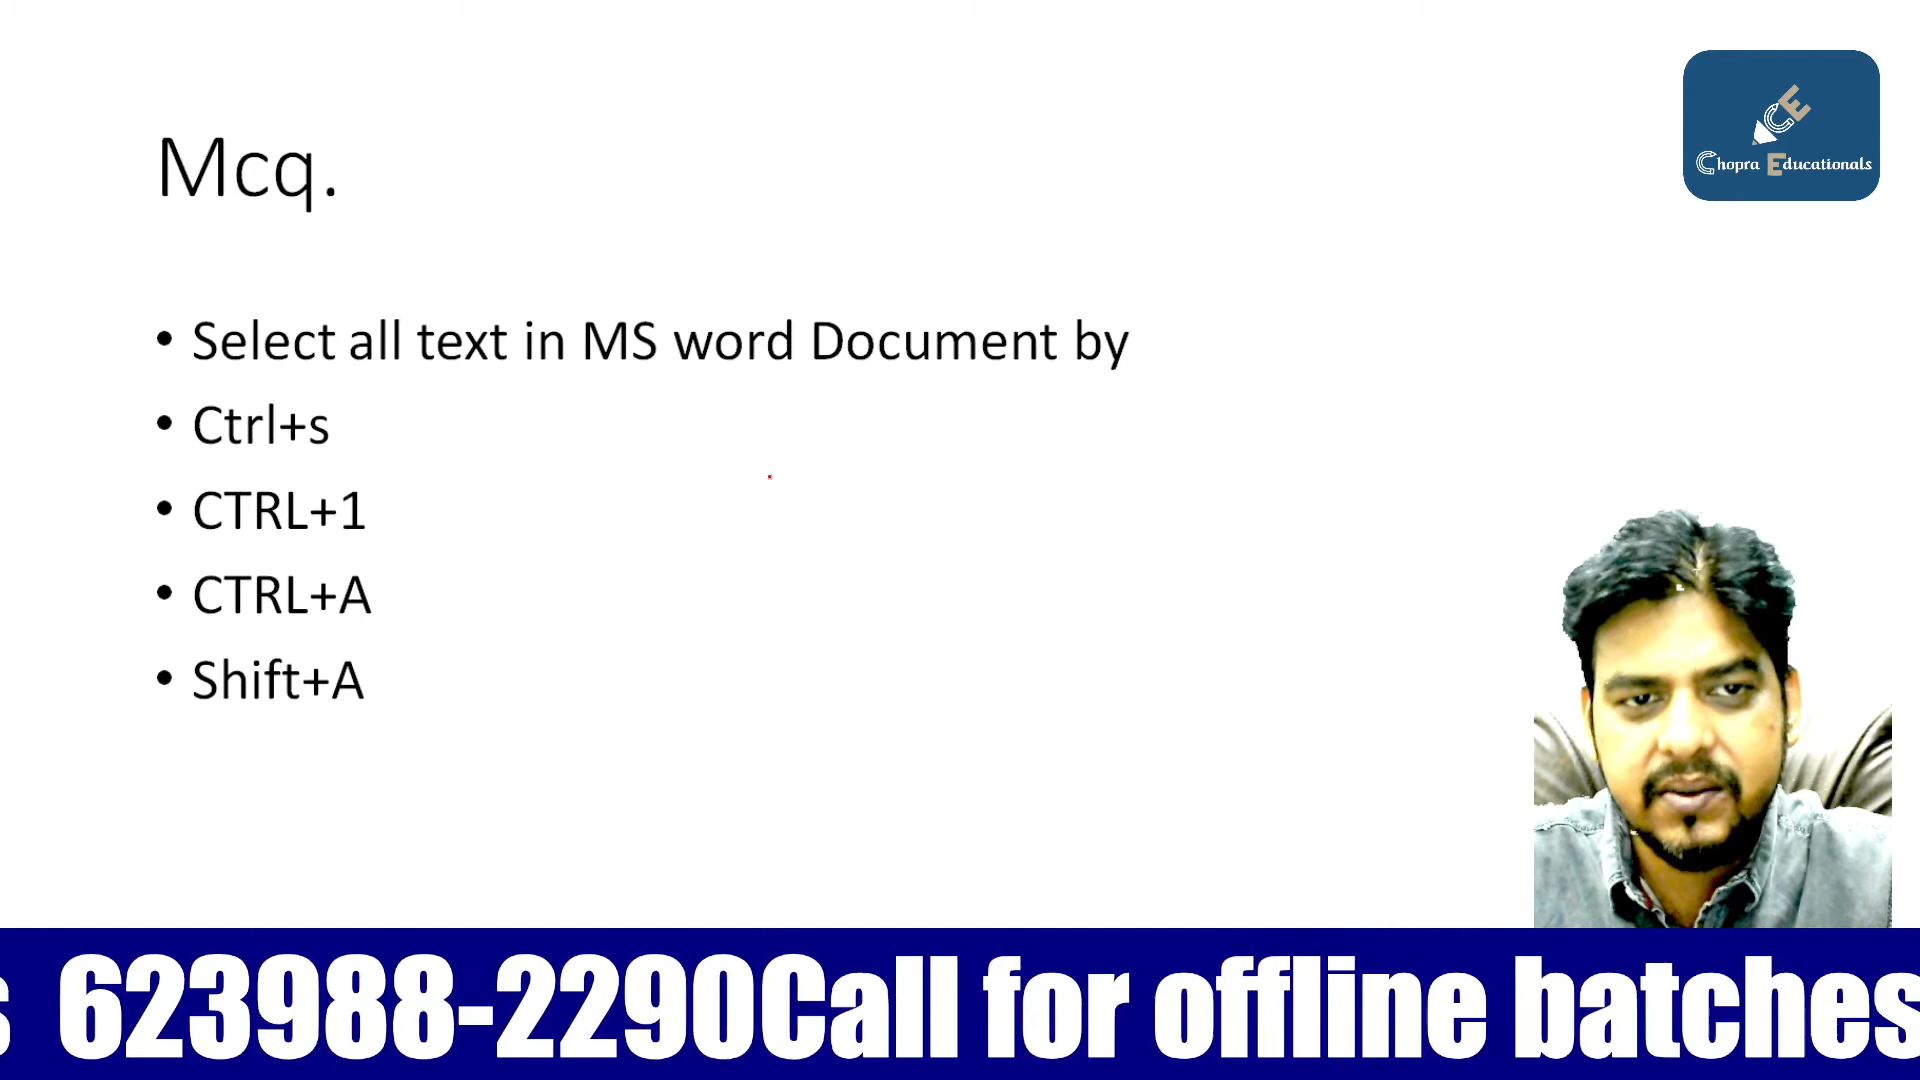 Mcq.
CE
Chopra Educationals
• Select all text in MS word Document by
• Ctrl+s
• CTRL+1
• CTRL+A
• Shift+A
s 623988-2290Call for offline batches